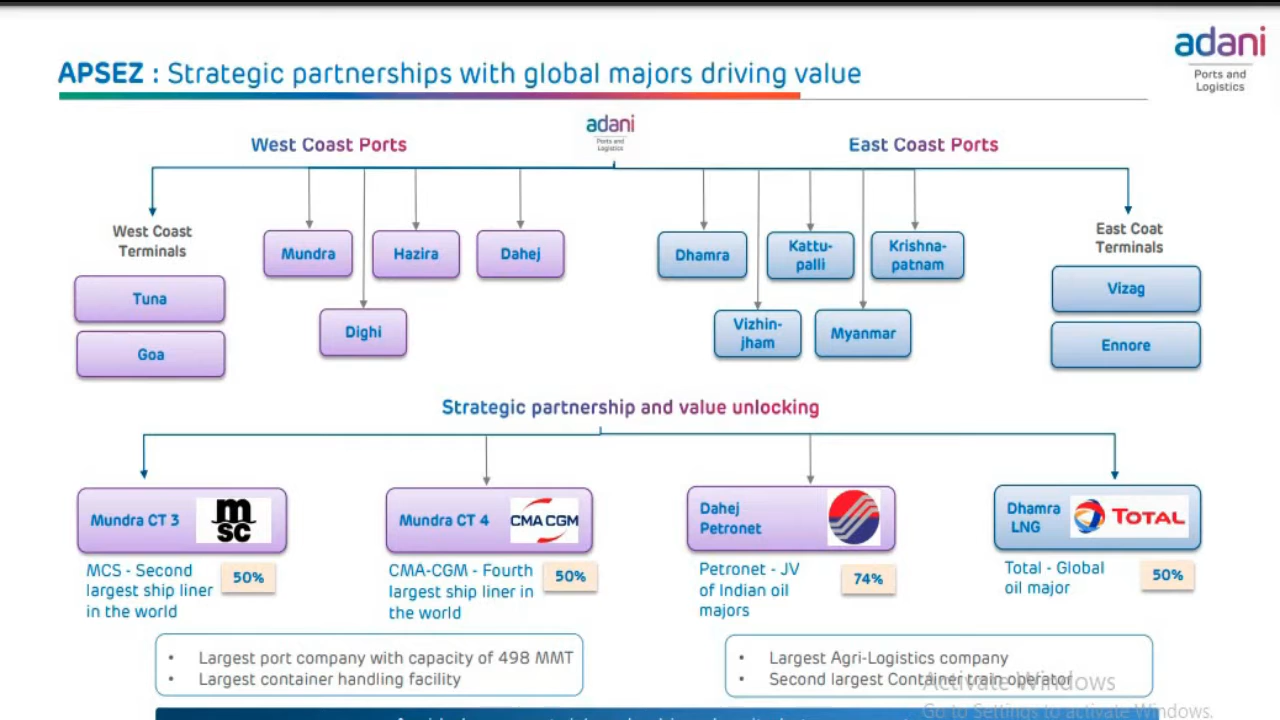 adani
Ports and
Logistics
APSEZ : Strategic partnerships with global majors driving value
adani
Ports and
Logistics
West Coast Ports
East Coast Ports
West Coast
Terminals
Tuna
Goa
Mundra
Hazira
Dahej
Dighi
Dhamra
Kattu-
palli
Krishna-
patnam
Vizhin-
jham
Myanmar
East Coat
Terminals
Vizag
Ennore
Strategic partnership and value unlocking
Mundra CT 3
msc
MCS - Second
largest ship liner
in the world
50%
Mundra CT 4
CMA CGM
CMA-CGM - Fourth
largest ship liner in
the world
50%
Dahej
Petronet
Petronet - JV
of Indian oil
majors
74%
Dhamra
LNG
TOTAL
Total - Global
oil major
50%
• Largest port company with capacity of 498 MMT
• Largest container handling facility
• Largest Agri-Logistics company
• Second largest Container train operator
Activate Windows
Go to Settings to activate Windows.